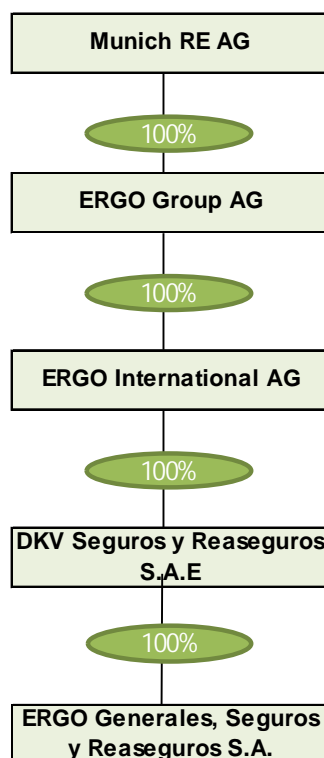 Munich RE AG
100%
ERGO Group AG
100%
ERGO International AG
100%
DKV Seguros y Reaseguros
S.A.E
100%
ERGO Generales, Seguros
y Reaseguros S.A.